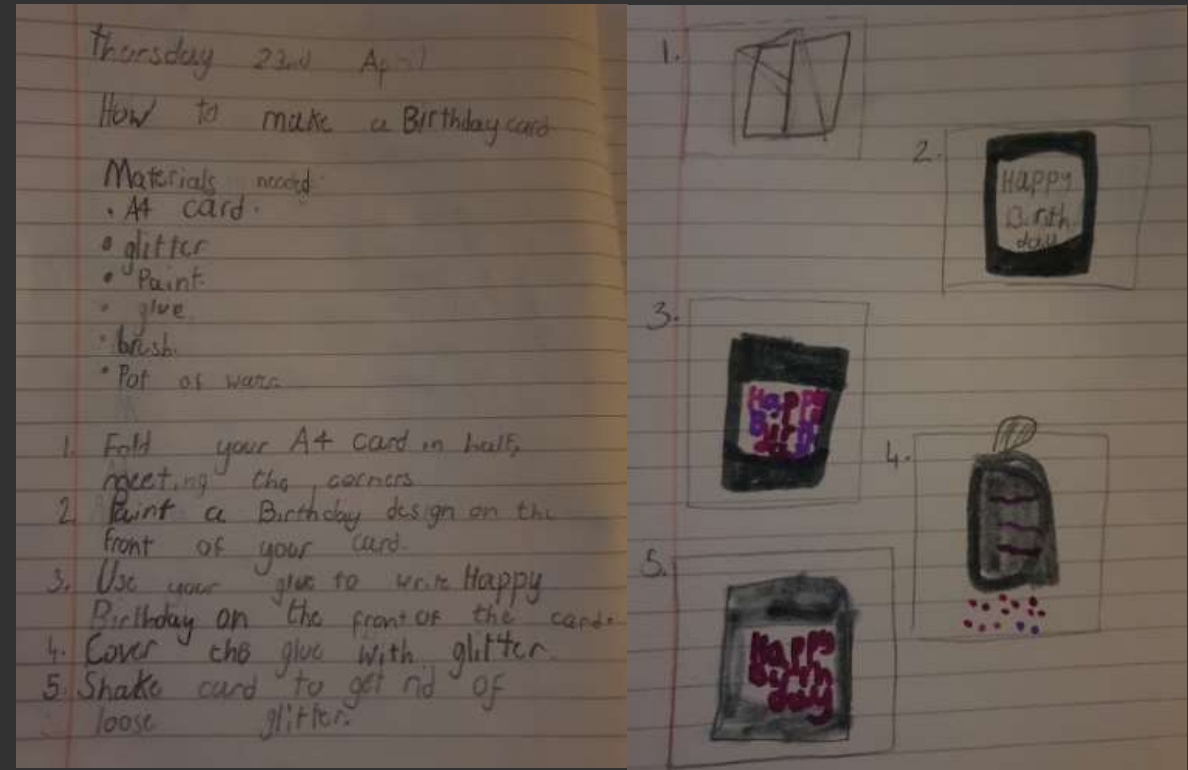 thorsday 23rd April
How to make a Birthday card
Materials needed
• A4 card.
• glitter
• Paint.
• glue
• brush.
• Pot of
1. Fold your A4 card in half,
meeting the corners
2. Paint a Birthday design on the
front of your card.
3. Use your glue to write Happy
Birthday on the front of the card.
4. Cover the glue with glitter.
5. Shake card to get rid of
loose glitter.
1.
2.
Happy
Birth
day
3.
Happy
Birth
day
4.
5.
Happy
Birth
day